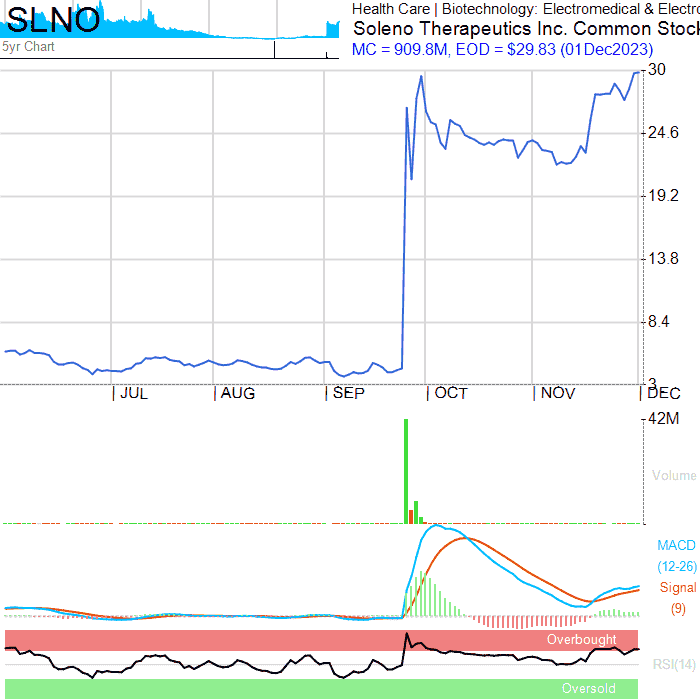 SLNO
5yr Chart
Health Care | Biotechnology: Electromedical & Electro
Soleno Therapeutics Inc. Common Stock
MC = 909.8M, EOD = $29.83 (01Dec2023)
30
24.6
19.2
13.8
8.4
3
JUL
AUG
SEP
OCT
NOV
DEC
42M
Volume
MACD
(12-26)
Signal
(9)
Overbought
RSI(14)
Oversold